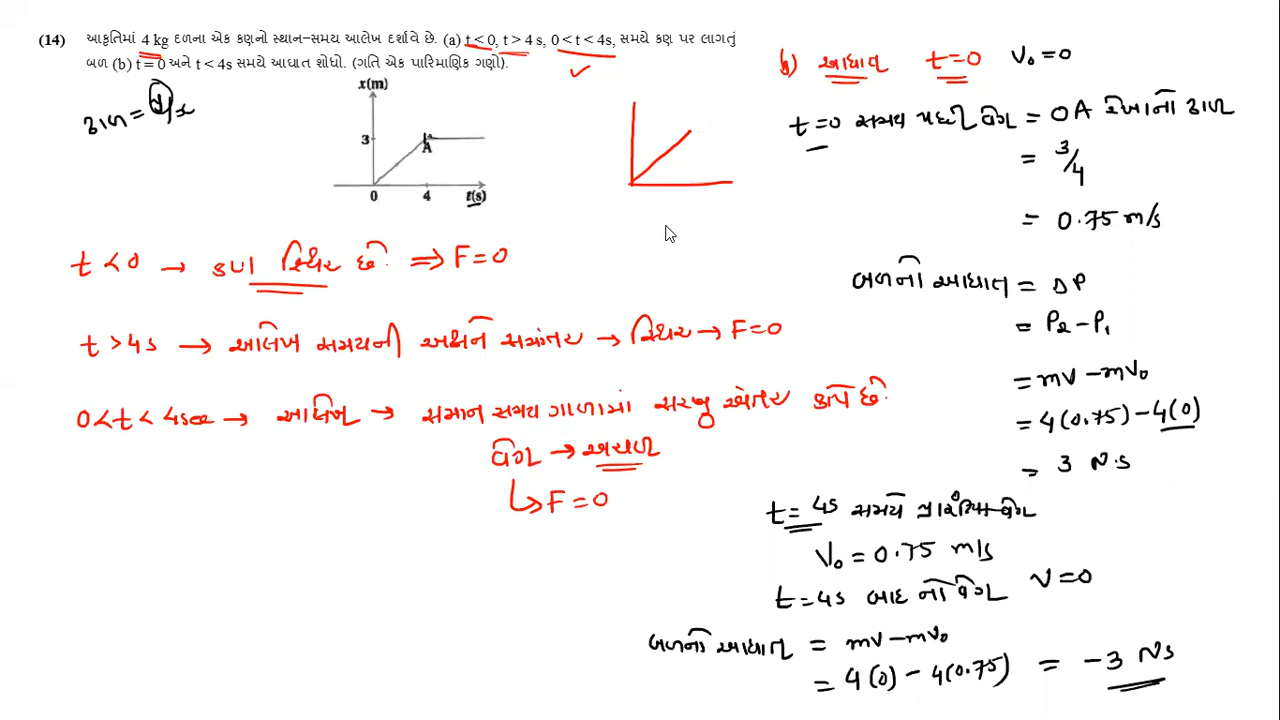 (14) આકૃતિમાં 4 kg દળના એક કણનો સ્થાન-સમય આલેખ દર્શાવે છે. (a) t < 0, t > 4 s, 0 < t < 4s, સમયે કણ પર લાગતું
બળ (b) t = 0 અને t < 4s સમયે આઘાત શોધો. (ગતિ એક પારિમાણિક ગણો).
ઢાળ = y/x
x(m)
3
A
0
4
t(s)
t < 0 → કણ સ્થિર છે. ⇒ F = 0
t > 4s → આલેખ સમયની અક્ષને સમાંતર → સ્થિર → F = 0
0 < t < 4sec → આલેખ → સમાન સમય ગાળામાં સરખુ અંતર કાપે છે.
વેગ → અચળ
↳ F = 0
b) આઘાત t = 0 V₀ = 0
t = 0 સમય પછી વેગ = OA રેખાનો ઢાળ
= 3/4
= 0.75 m/s
બળનો આઘાત = ΔP
= P₂ - P₁
= mv - mv₀
= 4(0.75) - 4(0)
= 3 N.s
t = 4s સમયે પ્રારંભિક વેગ
V₀ = 0.75 m/s
t = 4s બાદ નો વેગ V = 0
બળનો આઘાત = mv - mv₀
= 4(0) - 4(0.75) = -3 Ns